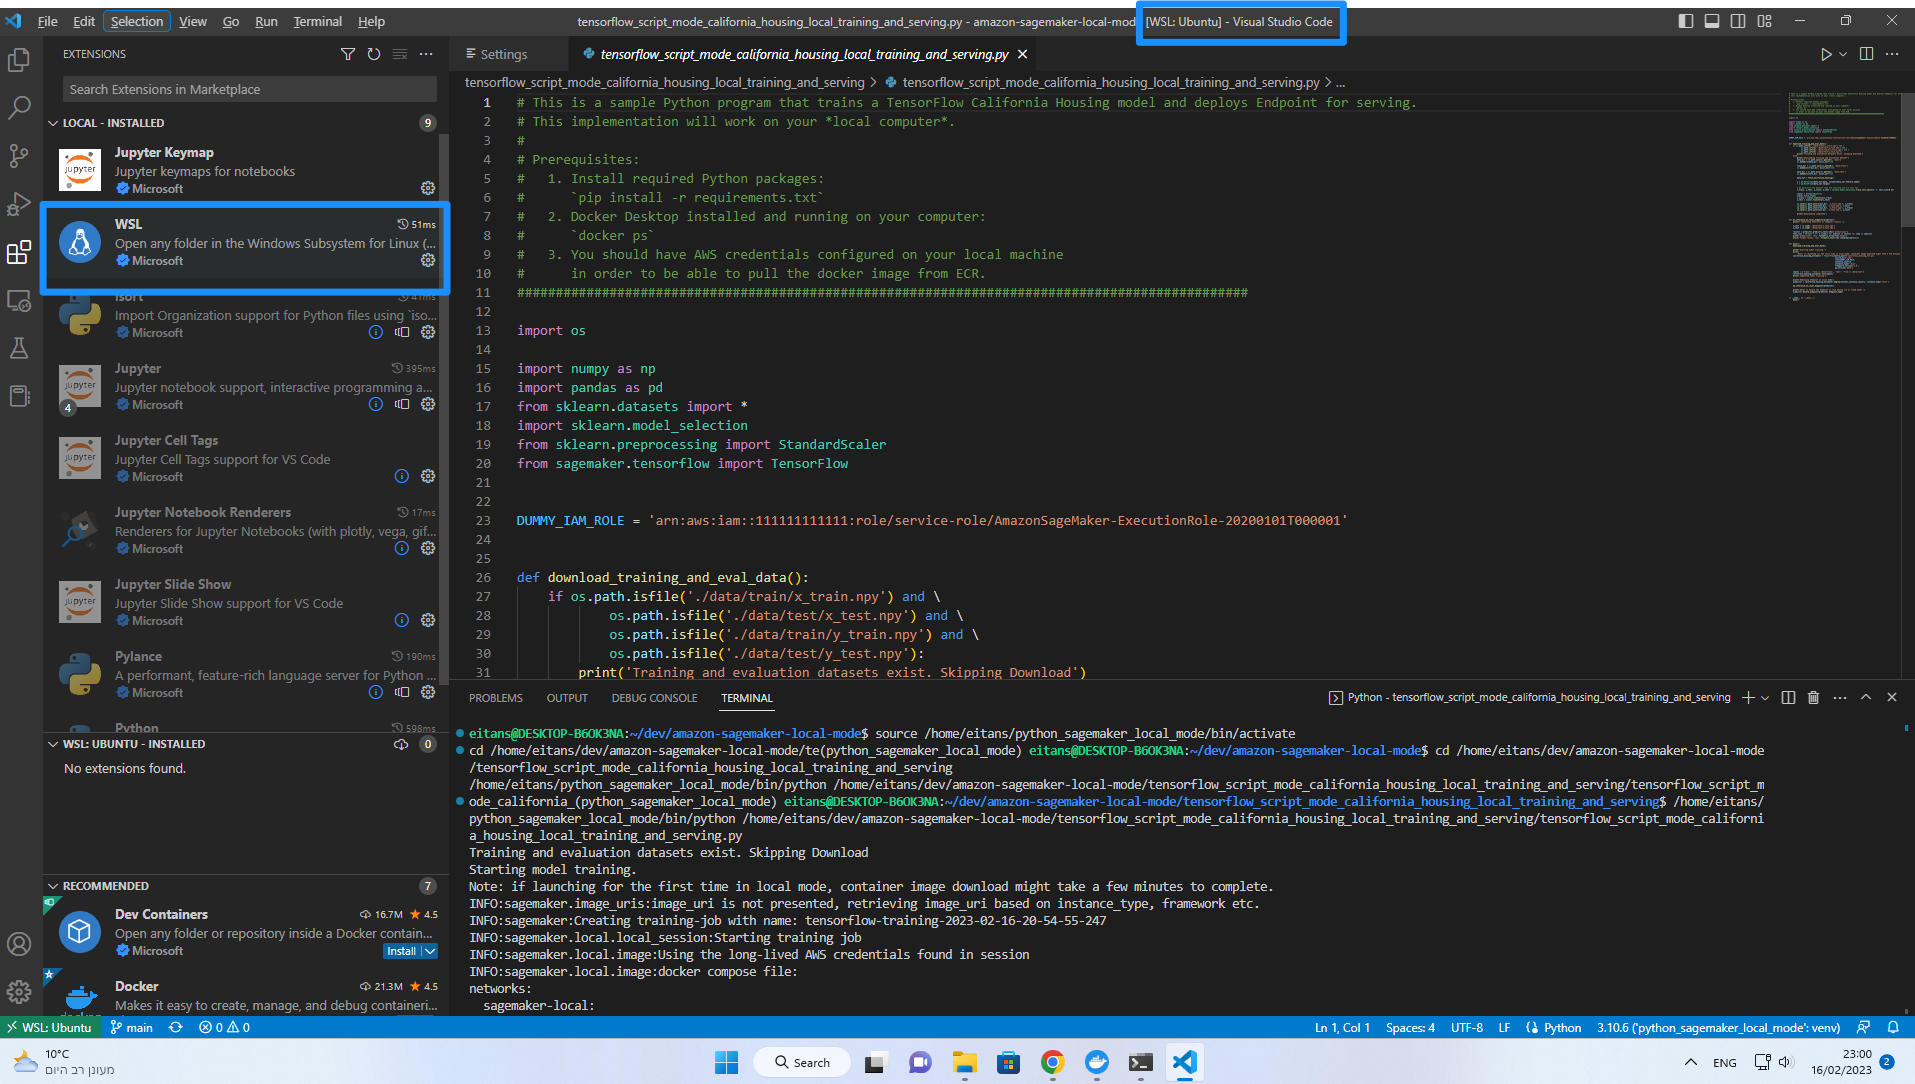 File Edit Selection View Go Run Terminal Help
tensorflow_script_mode_california_housing_local_training_and_serving.py - amazon-sagemaker-local-mod [WSL: Ubuntu] - Visual Studio Code
EXTENSIONS
Search Extensions in Marketplace
LOCAL - INSTALLED 9
Jupyter Keymap
Jupyter keymaps for notebooks
Microsoft
WSL 51ms
Open any folder in the Windows Subsystem for Linux (...
Microsoft
isort 41ms
Import Organization support for Python files using `iso...
Microsoft
Jupyter 395ms
Jupyter notebook support, interactive programming a...
Microsoft
4
Jupyter Cell Tags
Jupyter Cell Tags support for VS Code
Microsoft
Jupyter Notebook Renderers 17ms
Renderers for Jupyter Notebooks (with plotly, vega, gif...
Microsoft
Jupyter Slide Show
Jupyter Slide Show support for VS Code
Microsoft
Pylance 190ms
A performant, feature-rich language server for Python ...
Microsoft
Python 598ms
WSL: UBUNTU - INSTALLED 0
No extensions found.
RECOMMENDED 7
Dev Containers 16.7M 4.5
Open any folder or repository inside a Docker contain...
Microsoft Install
Docker 21.3M 4.5
Makes it easy to create, manage, and debug containeri...
Settings tensorflow_script_mode_california_housing_local_training_and_serving.py
tensorflow_script_mode_california_housing_local_training_and_serving > tensorflow_script_mode_california_housing_local_training_and_serving.py > ...
1 # This is a sample Python program that trains a TensorFlow California Housing model and deploys Endpoint for serving.
2 # This implementation will work on your *local computer*.
3 #
4 # Prerequisites:
5 #   1. Install required Python packages:
6 #      `pip install -r requirements.txt`
7 #   2. Docker Desktop installed and running on your computer:
8 #      `docker ps`
9 #   3. You should have AWS credentials configured on your local machine
10 #      in order to be able to pull the docker image from ECR.
11 ###############################################################################################
12
13 import os
14
15 import numpy as np
16 import pandas as pd
17 from sklearn.datasets import *
18 import sklearn.model_selection
19 from sklearn.preprocessing import StandardScaler
20 from sagemaker.tensorflow import TensorFlow
21
22
23 DUMMY_IAM_ROLE = 'arn:aws:iam::111111111111:role/service-role/AmazonSageMaker-ExecutionRole-20200101T000001'
24
25
26 def download_training_and_eval_data():
27     if os.path.isfile('./data/train/x_train.npy') and \
28             os.path.isfile('./data/test/x_test.npy') and \
29             os.path.isfile('./data/train/y_train.npy') and \
30             os.path.isfile('./data/test/y_test.npy'):
31         print('Training and evaluation datasets exist. Skipping Download')
PROBLEMS OUTPUT DEBUG CONSOLE TERMINAL Python - tensorflow_script_mode_california_housing_local_training_and_serving
eitans@DESKTOP-B6OK3NA:~/dev/amazon-sagemaker-local-mode$ source /home/eitans/python_sagemaker_local_mode/bin/activate
cd /home/eitans/dev/amazon-sagemaker-local-mode/te(python_sagemaker_local_mode) eitans@DESKTOP-B6OK3NA:~/dev/amazon-sagemaker-local-mode$ cd /home/eitans/dev/amazon-sagemaker-local-mode
/tensorflow_script_mode_california_housing_local_training_and_serving
/home/eitans/python_sagemaker_local_mode/bin/python /home/eitans/dev/amazon-sagemaker-local-mode/tensorflow_script_mode_california_housing_local_training_and_serving/tensorflow_script_m
ode_california_(python_sagemaker_local_mode) eitans@DESKTOP-B6OK3NA:~/dev/amazon-sagemaker-local-mode/tensorflow_script_mode_california_housing_local_training_and_serving$ /home/eitans/
python_sagemaker_local_mode/bin/python /home/eitans/dev/amazon-sagemaker-local-mode/tensorflow_script_mode_california_housing_local_training_and_serving/tensorflow_script_mode_californi
a_housing_local_training_and_serving.py
Training and evaluation datasets exist. Skipping Download
Starting model training.
Note: if launching for the first time in local mode, container image download might take a few minutes to complete.
INFO:sagemaker.image_uris:image_uri is not presented, retrieving image_uri based on instance_type, framework etc.
INFO:sagemaker:Creating training-job with name: tensorflow-training-2023-02-16-20-54-55-247
INFO:sagemaker.local.local_session:Starting training job
INFO:sagemaker.local.image:Using the long-lived AWS credentials found in session
INFO:sagemaker.local.image:docker compose file:
networks:
  sagemaker-local:
WSL: Ubuntu main 0 0 Ln 1, Col 1 Spaces: 4 UTF-8 LF Python 3.10.6 ('python_sagemaker_local_mode': venv)
10°C
מעונן רב היום
Search
ENG
23:00
16/02/2023
2